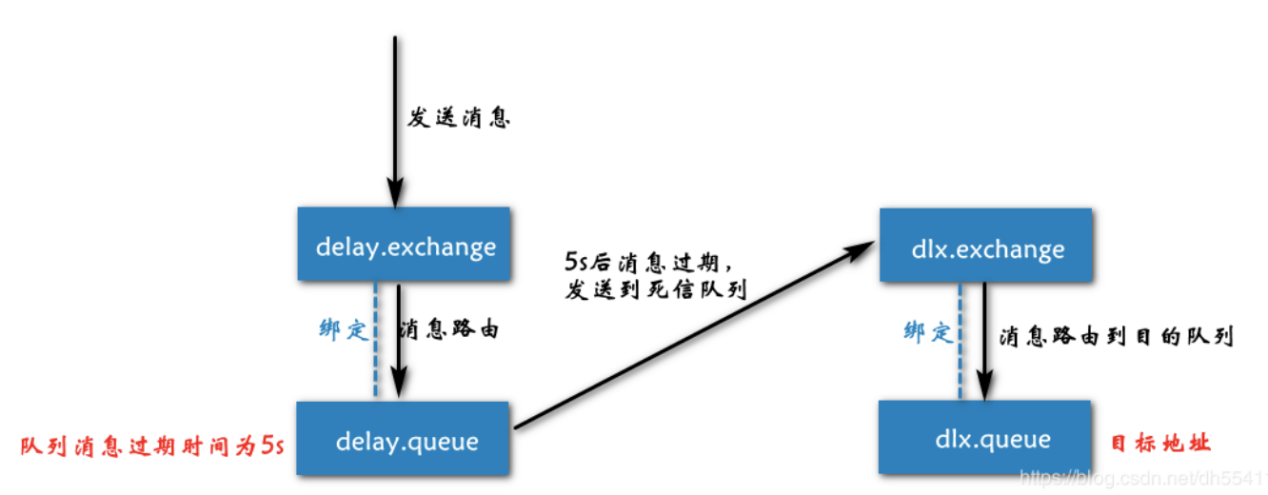 发送消息
delay.exchange
dlx.exchange
5s后消息过期，
发送到死信队列
绑定
消息路由
绑定
消息路由到目的队列
队列消息过期时间为5s
delay.queue
dlx.queue
目标地址
https://blog.csdn.net/dh5541